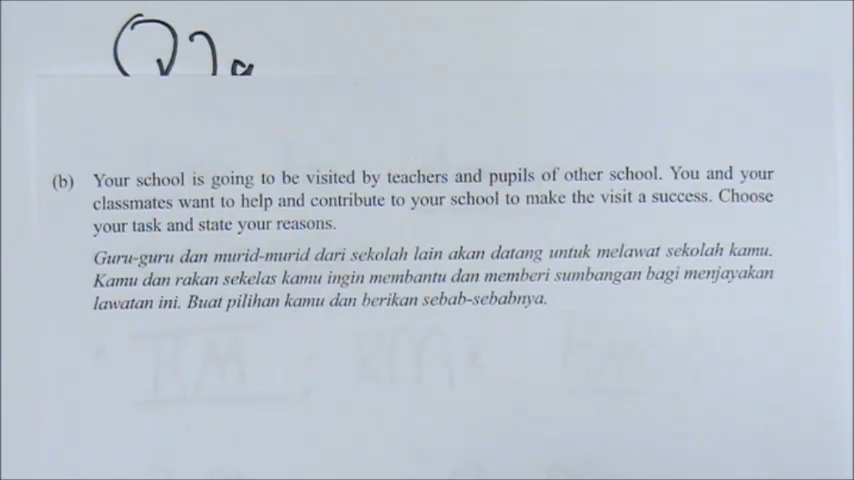 (b) Your school is going to be visited by teachers and pupils of other school. You and your
classmates want to help and contribute to your school to make the visit a success. Choose
your task and state your reasons.
Guru-guru dan murid-murid dari sekolah lain akan datang untuk melawat sekolah kamu.
Kamu dan rakan sekelas kamu ingin membantu dan memberi sumbangan bagi menjayakan
lawatan ini. Buat pilihan kamu dan berikan sebab-sebabnya.